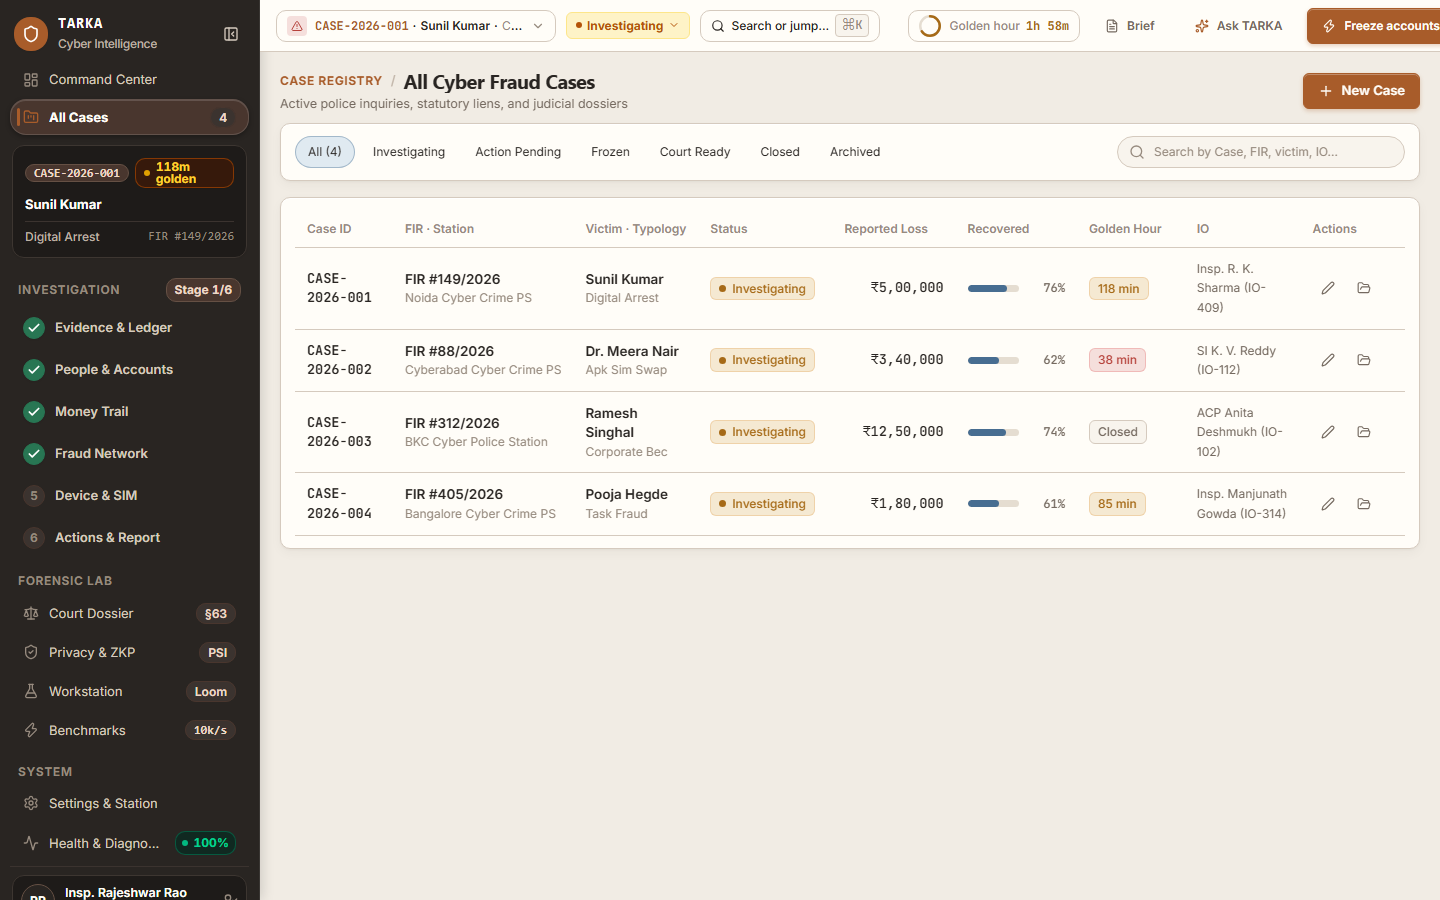 TARKA
Cyber Intelligence
Command Center
All Cases 4
CASE-2026-001 118m golden
Sunil Kumar
Digital Arrest FIR #149/2026
INVESTIGATION Stage 1/6
Evidence & Ledger
People & Accounts
Money Trail
Fraud Network
5 Device & SIM
6 Actions & Report
FORENSIC LAB
Court Dossier §63
Privacy & ZKP PSI
Workstation Loom
Benchmarks 10k/s
SYSTEM
Settings & Station
Health & Diagno... 100%
Insp. Rajeshwar Rao
CASE-2026-001 · Sunil Kumar · C... Investigating Search or jump... ⌘K Golden hour 1h 58m Brief Ask TARKA Freeze accounts
CASE REGISTRY / All Cyber Fraud Cases
Active police inquiries, statutory liens, and judicial dossiers
New Case
All (4) Investigating Action Pending Frozen Court Ready Closed Archived Search by Case, FIR, victim, IO...
Case ID FIR · Station Victim · Typology Status Reported Loss Recovered Golden Hour IO Actions
CASE-
2026-001
FIR #149/2026
Noida Cyber Crime PS
Sunil Kumar
Digital Arrest
Investigating ₹5,00,000 76% 118 min
Insp. R. K.
Sharma (IO-
409)
CASE-
2026-002
FIR #88/2026
Cyberabad Cyber Crime PS
Dr. Meera Nair
Apk Sim Swap
Investigating ₹3,40,000 62% 38 min
SI K. V. Reddy
(IO-112)
CASE-
2026-003
FIR #312/2026
BKC Cyber Police Station
Ramesh
Singhal
Corporate Bec
Investigating ₹12,50,000 74% Closed
ACP Anita
Deshmukh (IO-
102)
CASE-
2026-004
FIR #405/2026
Bangalore Cyber Crime PS
Pooja Hegde
Task Fraud
Investigating ₹1,80,000 61% 85 min
Insp. Manjunath
Gowda (IO-314)